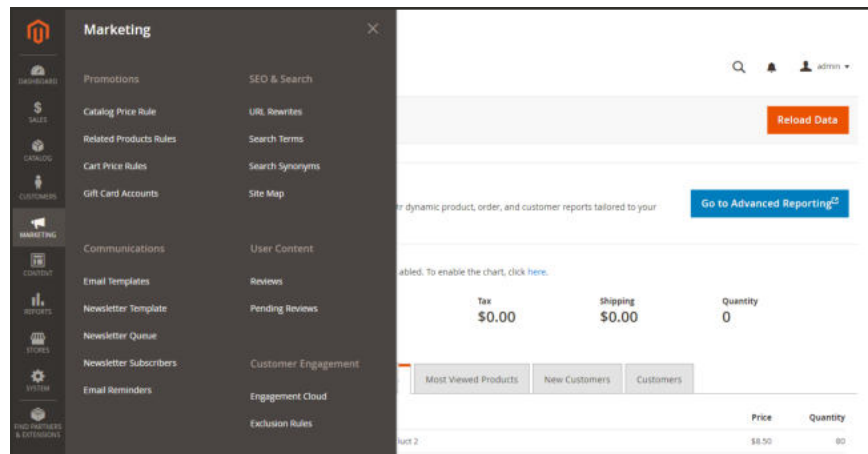 Marketing
Promotions
Catalog Price Rule
Related Products Rules
Cart Price Rules
Gift Card Accounts
Communications
Email Templates
Newsletter Template
Newsletter Queue
Newsletter Subscribers
Email Reminders
SEO & Search
URL Rewrites
Search Terms
Search Synonyms
Site Map
User Content
Reviews
Pending Reviews
Customer Engagement
Engagement Cloud
Exclusion Rules
DASHBOARD
SALES
CATALOG
CUSTOMERS
MARKETING
CONTENT
REPORTS
STORES
SYSTEM
FIND PARTNERS
& EXTENSIONS
admin
Reload Data
dynamic product, order, and customer reports tailored to your
Go to Advanced Reporting
abled. To enable the chart, click here.
Tax Shipping Quantity
$0.00 $0.00 0
Most Viewed Products New Customers Customers
Price Quantity
duct 2 $8.50 80